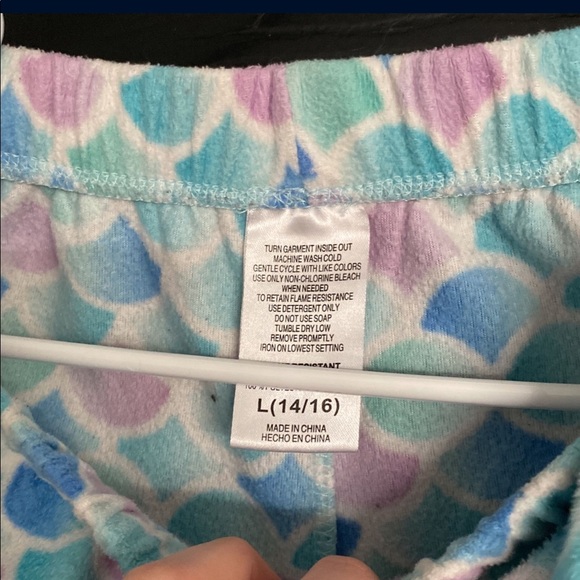 TURN GARMENT INSIDE OUT
MACHINE WASH COLD
GENTLE CYCLE WITH LIKE COLORS
USE ONLY NON-CHLORINE BLEACH
WHEN NEEDED
TO RETAIN FLAME RESISTANCE
USE DETERGENT ONLY
DO NOT USE SOAP
TUMBLE DRY LOW
REMOVE PROMPTLY
IRON ON LOWEST SETTING
L(14/16)
MADE IN CHINA
HECHO EN CHINA